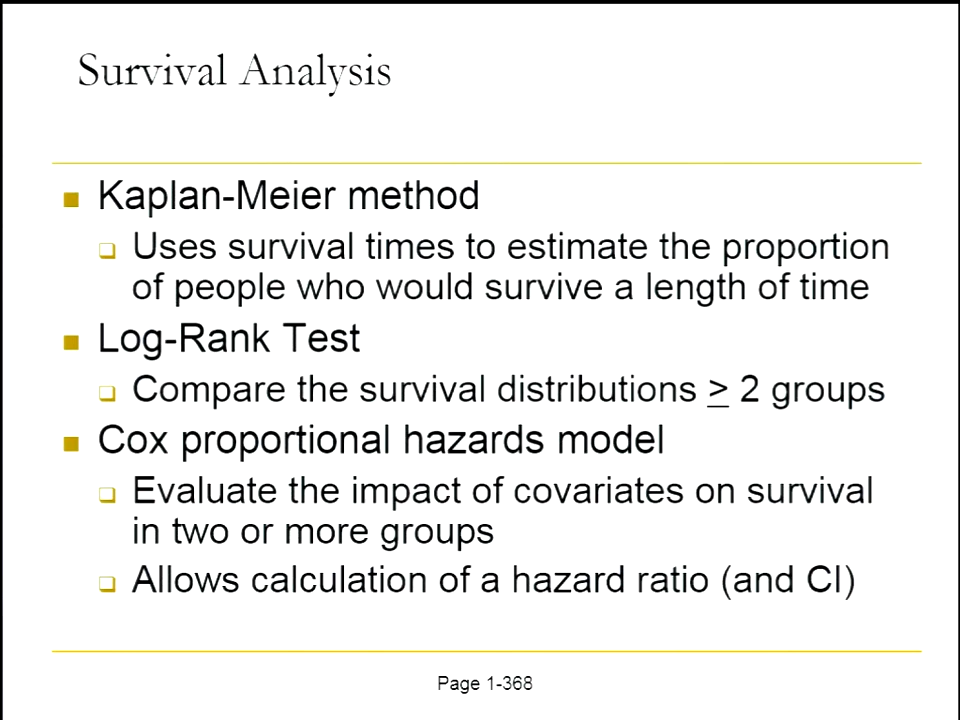 Survival Analysis
Kaplan-Meier method
Uses survival times to estimate the proportion
of people who would survive a length of time
Log-Rank Test
Compare the survival distributions ≥ 2 groups
Cox proportional hazards model
Evaluate the impact of covariates on survival
in two or more groups
Allows calculation of a hazard ratio (and CI)
Page 1-368